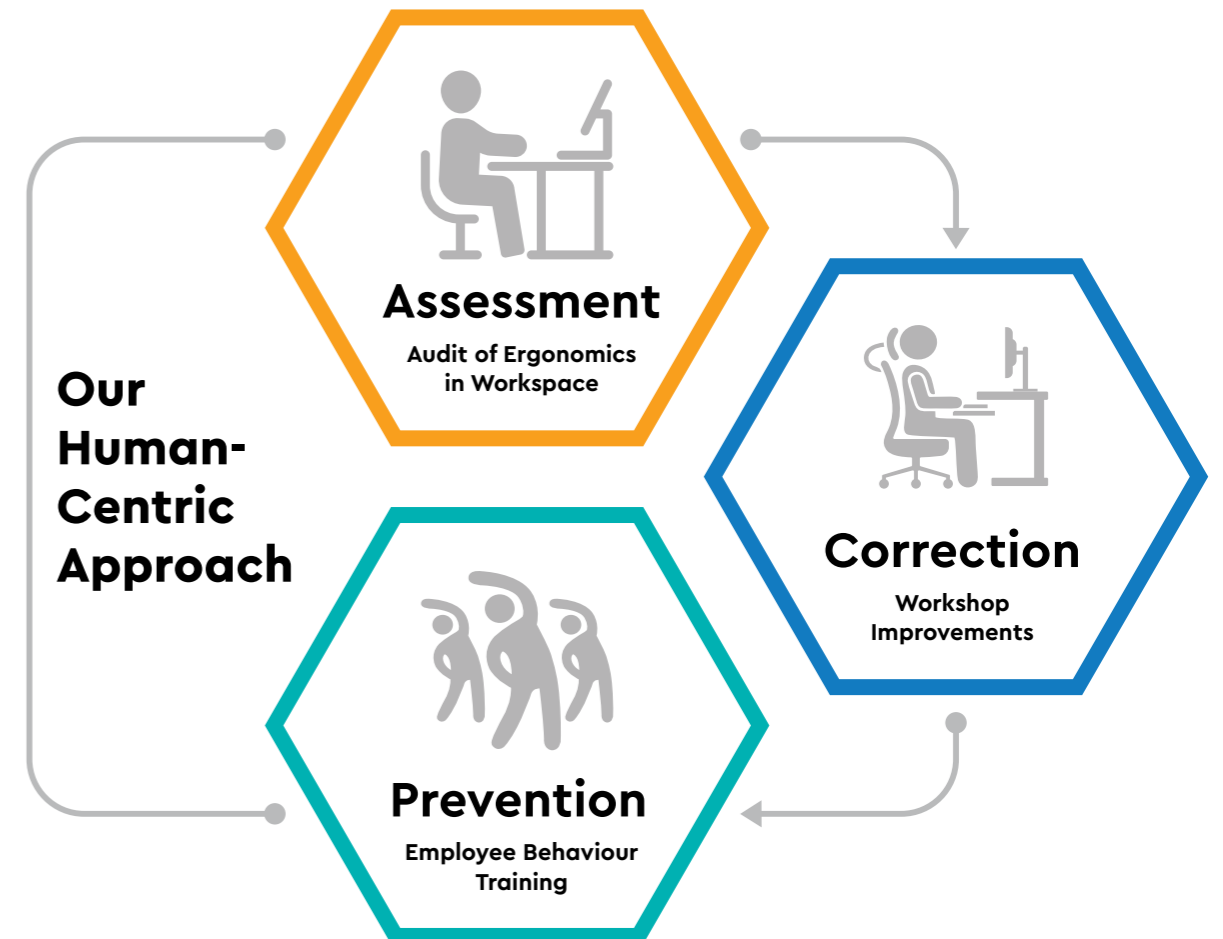 Our
Human-
Centric
Approach
Assessment
Audit of Ergonomics
in Workspace
Correction
Workshop
Improvements
Prevention
Employee Behaviour
Training